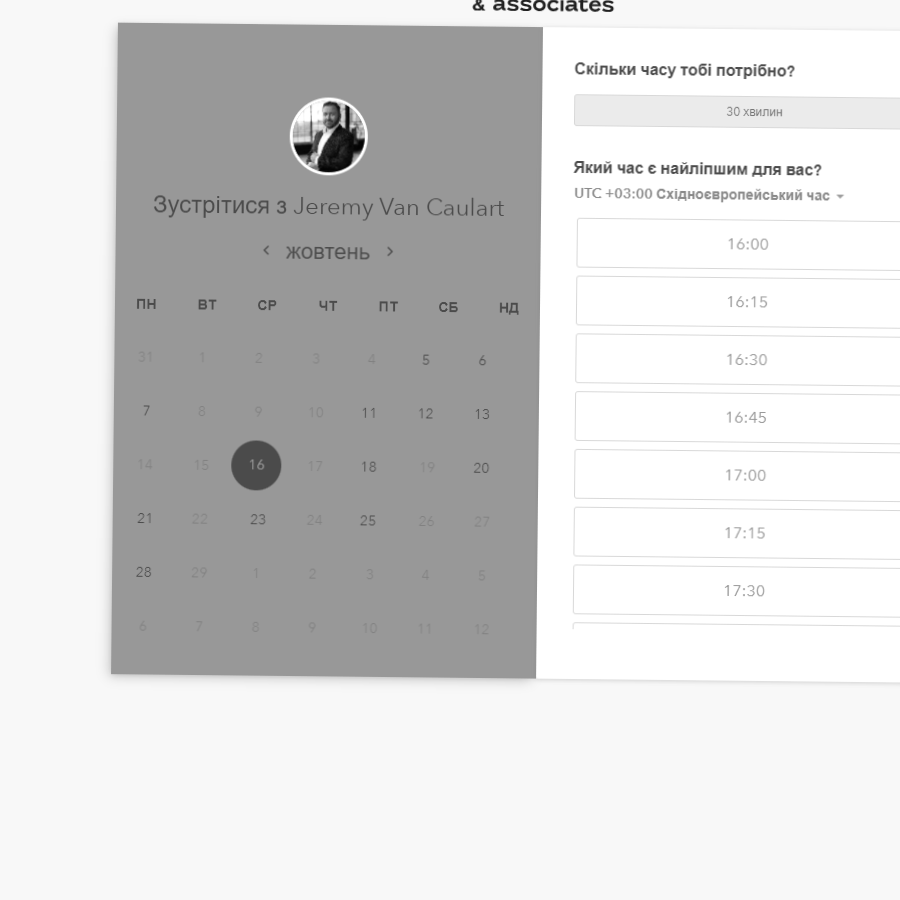 & associates
Зустрітися з Jeremy Van Caulart
жовтень
ПН ВТ СР ЧТ ПТ СБ НД
31 1 2 3 4 5 6
7 8 9 10 11 12 13
14 15 16 17 18 19 20
21 22 23 24 25 26 27
28 29 1 2 3 4 5
6 7 8 9 10 11 12
Скільки часу тобі потрібно?
30 хвилин
Який час є найліпшим для вас?
UTC +03:00 Східноєвропейський час
16:00
16:15
16:30
16:45
17:00
17:15
17:30